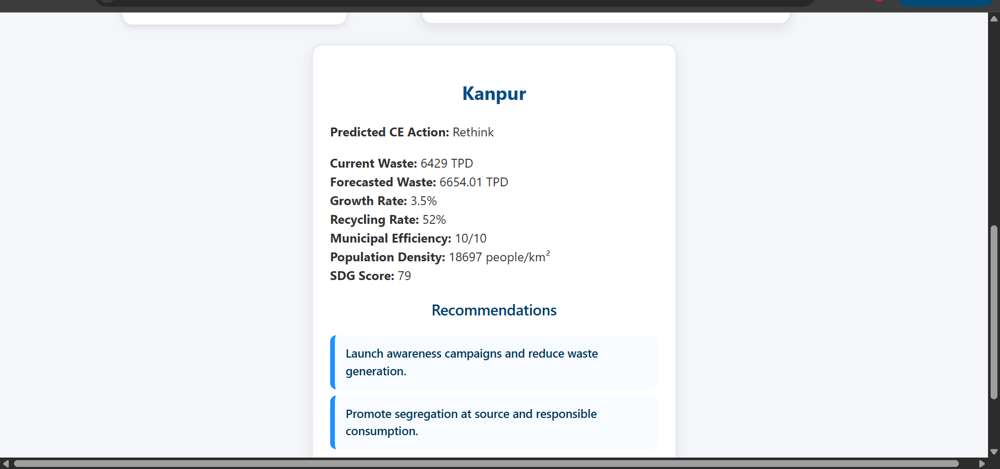 Kanpur
Predicted CE Action: Rethink
Current Waste: 6429 TPD
Forecasted Waste: 6654.01 TPD
Growth Rate: 3.5%
Recycling Rate: 52%
Municipal Efficiency: 10/10
Population Density: 18697 people/km²
SDG Score: 79
Recommendations
Launch awareness campaigns and reduce waste
generation.
Promote segregation at source and responsible
consumption.